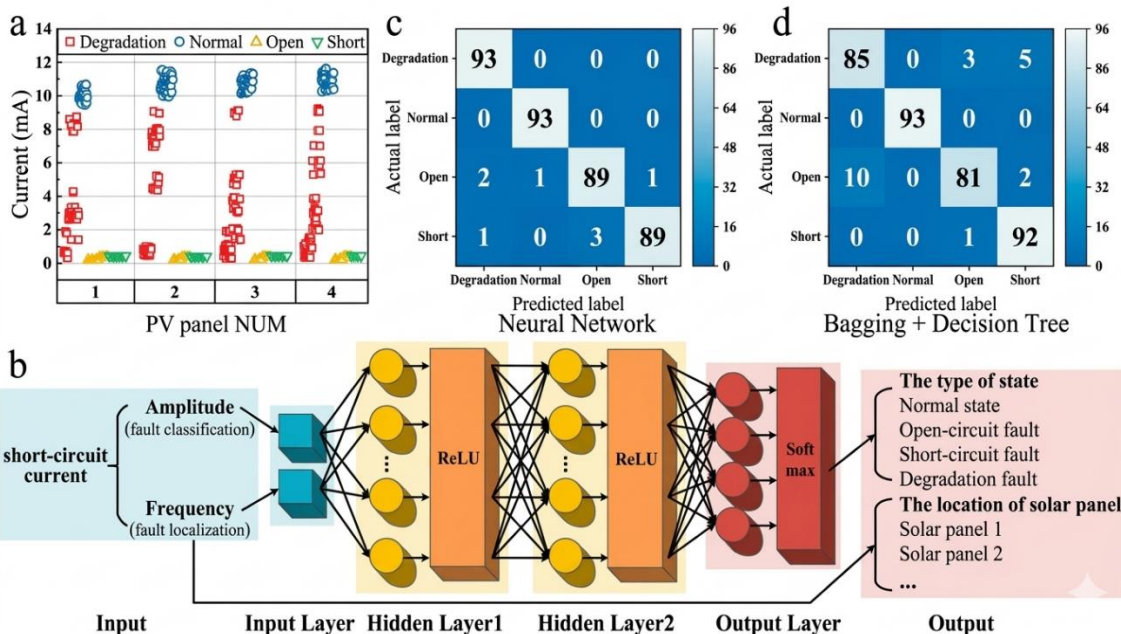 a
14
12
10
8
6
4
2
0
Current (mA)
Degradation Normal Open Short
1 2 3 4
PV panel NUM
c
Actual label
Degradation
Normal
Open
Short
93 0 0 0
0 93 0 0
2 1 89 1
1 0 3 89
Degradation Normal Open Short
Predicted label
Neural Network
96
80
64
48
32
16
0
d
Actual label
Degradation
Normal
Open
Short
85 0 3 5
0 93 0 0
10 0 81 2
0 0 1 92
Degradation Normal Open Short
Predicted label
Bagging + Decision Tree
96
80
64
48
32
16
0
b
short-circuit
current
Amplitude
(fault classification)
Frequency
(fault localization)
...
ReLU
...
ReLU
Soft
max
The type of state
Normal state
Open-circuit fault
Short-circuit fault
Degradation fault
The location of solar panel
Solar panel 1
Solar panel 2
...
Input Input Layer Hidden Layer1 Hidden Layer2 Output Layer Output